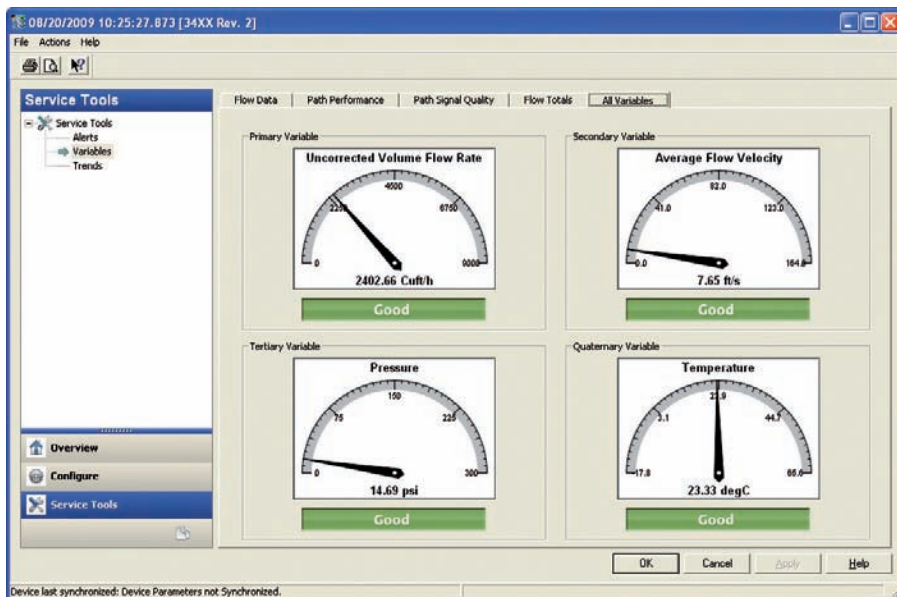 08/20/2009 10:25:27.873 [34XX Rev. 2]
File Actions Help
Service Tools
Service Tools
Alerts
Variables
Trends
Overview
Configure
Service Tools
Flow Data Path Performance Path Signal Quality Flow Totals All Variables
Primary Variable
Uncorrected Volume Flow Rate
0 2250 4500 6750 9000
2402.66 Cuft/h
Good
Secondary Variable
Average Flow Velocity
0.0 41.0 82.0 123.0
7.65 ft/s
Good
Tertiary Variable
Pressure
0 75 150 225 300
14.69 psi
Good
Quaternary Variable
Temperature
-17.8 3.1 44.7
23.33 degC
Good
OK Cancel Apply Help
Device last synchronized: Device Parameters not Synchronized.